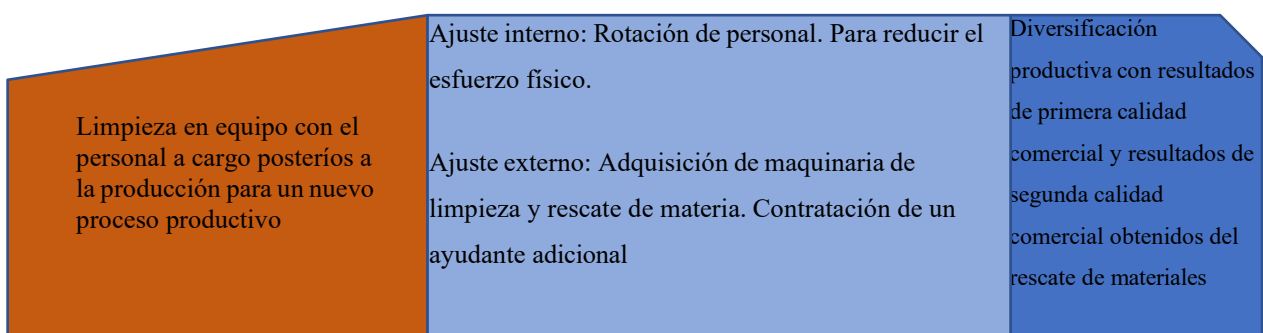 Limpieza en equipo con el
personal a cargo posteríos a
la producción para un nuevo
proceso productivo
Ajuste interno: Rotación de personal. Para reducir el
esfuerzo físico.
Ajuste externo: Adquisición de maquinaria de
limpieza y rescate de materia. Contratación de un
ayudante adicional
Diversificación
productiva con resultados
de primera calidad
comercial y resultados de
segunda calidad
comercial obtenidos del
rescate de materiales